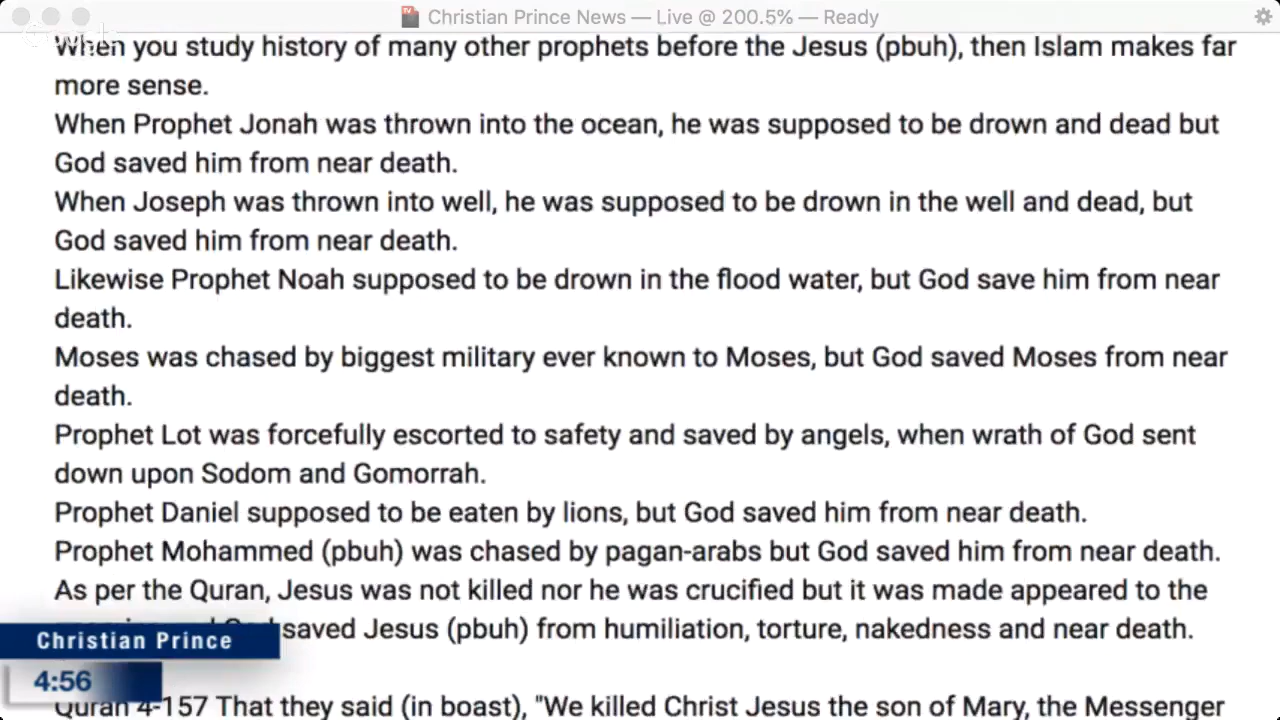 Christian Prince News — Live @ 200.5% — Ready
Google
When you study history of many other prophets before the Jesus (pbuh), then Islam makes far
more sense.
When Prophet Jonah was thrown into the ocean, he was supposed to be drown and dead but
God saved him from near death.
When Joseph was thrown into well, he was supposed to be drown in the well and dead, but
God saved him from near death.
Likewise Prophet Noah supposed to be drown in the flood water, but God save him from near
death.
Moses was chased by biggest military ever known to Moses, but God saved Moses from near
death.
Prophet Lot was forcefully escorted to safety and saved by angels, when wrath of God sent
down upon Sodom and Gomorrah.
Prophet Daniel supposed to be eaten by lions, but God saved him from near death.
Prophet Mohammed (pbuh) was chased by pagan-arabs but God saved him from near death.
As per the Quran, Jesus was not killed nor he was crucified but it was made appeared to the
saved Jesus (pbuh) from humiliation, torture, nakedness and near death.
Christian Prince
4:56
Quran 4-157 That they said (in boast), "We killed Christ Jesus the son of Mary, the Messenger